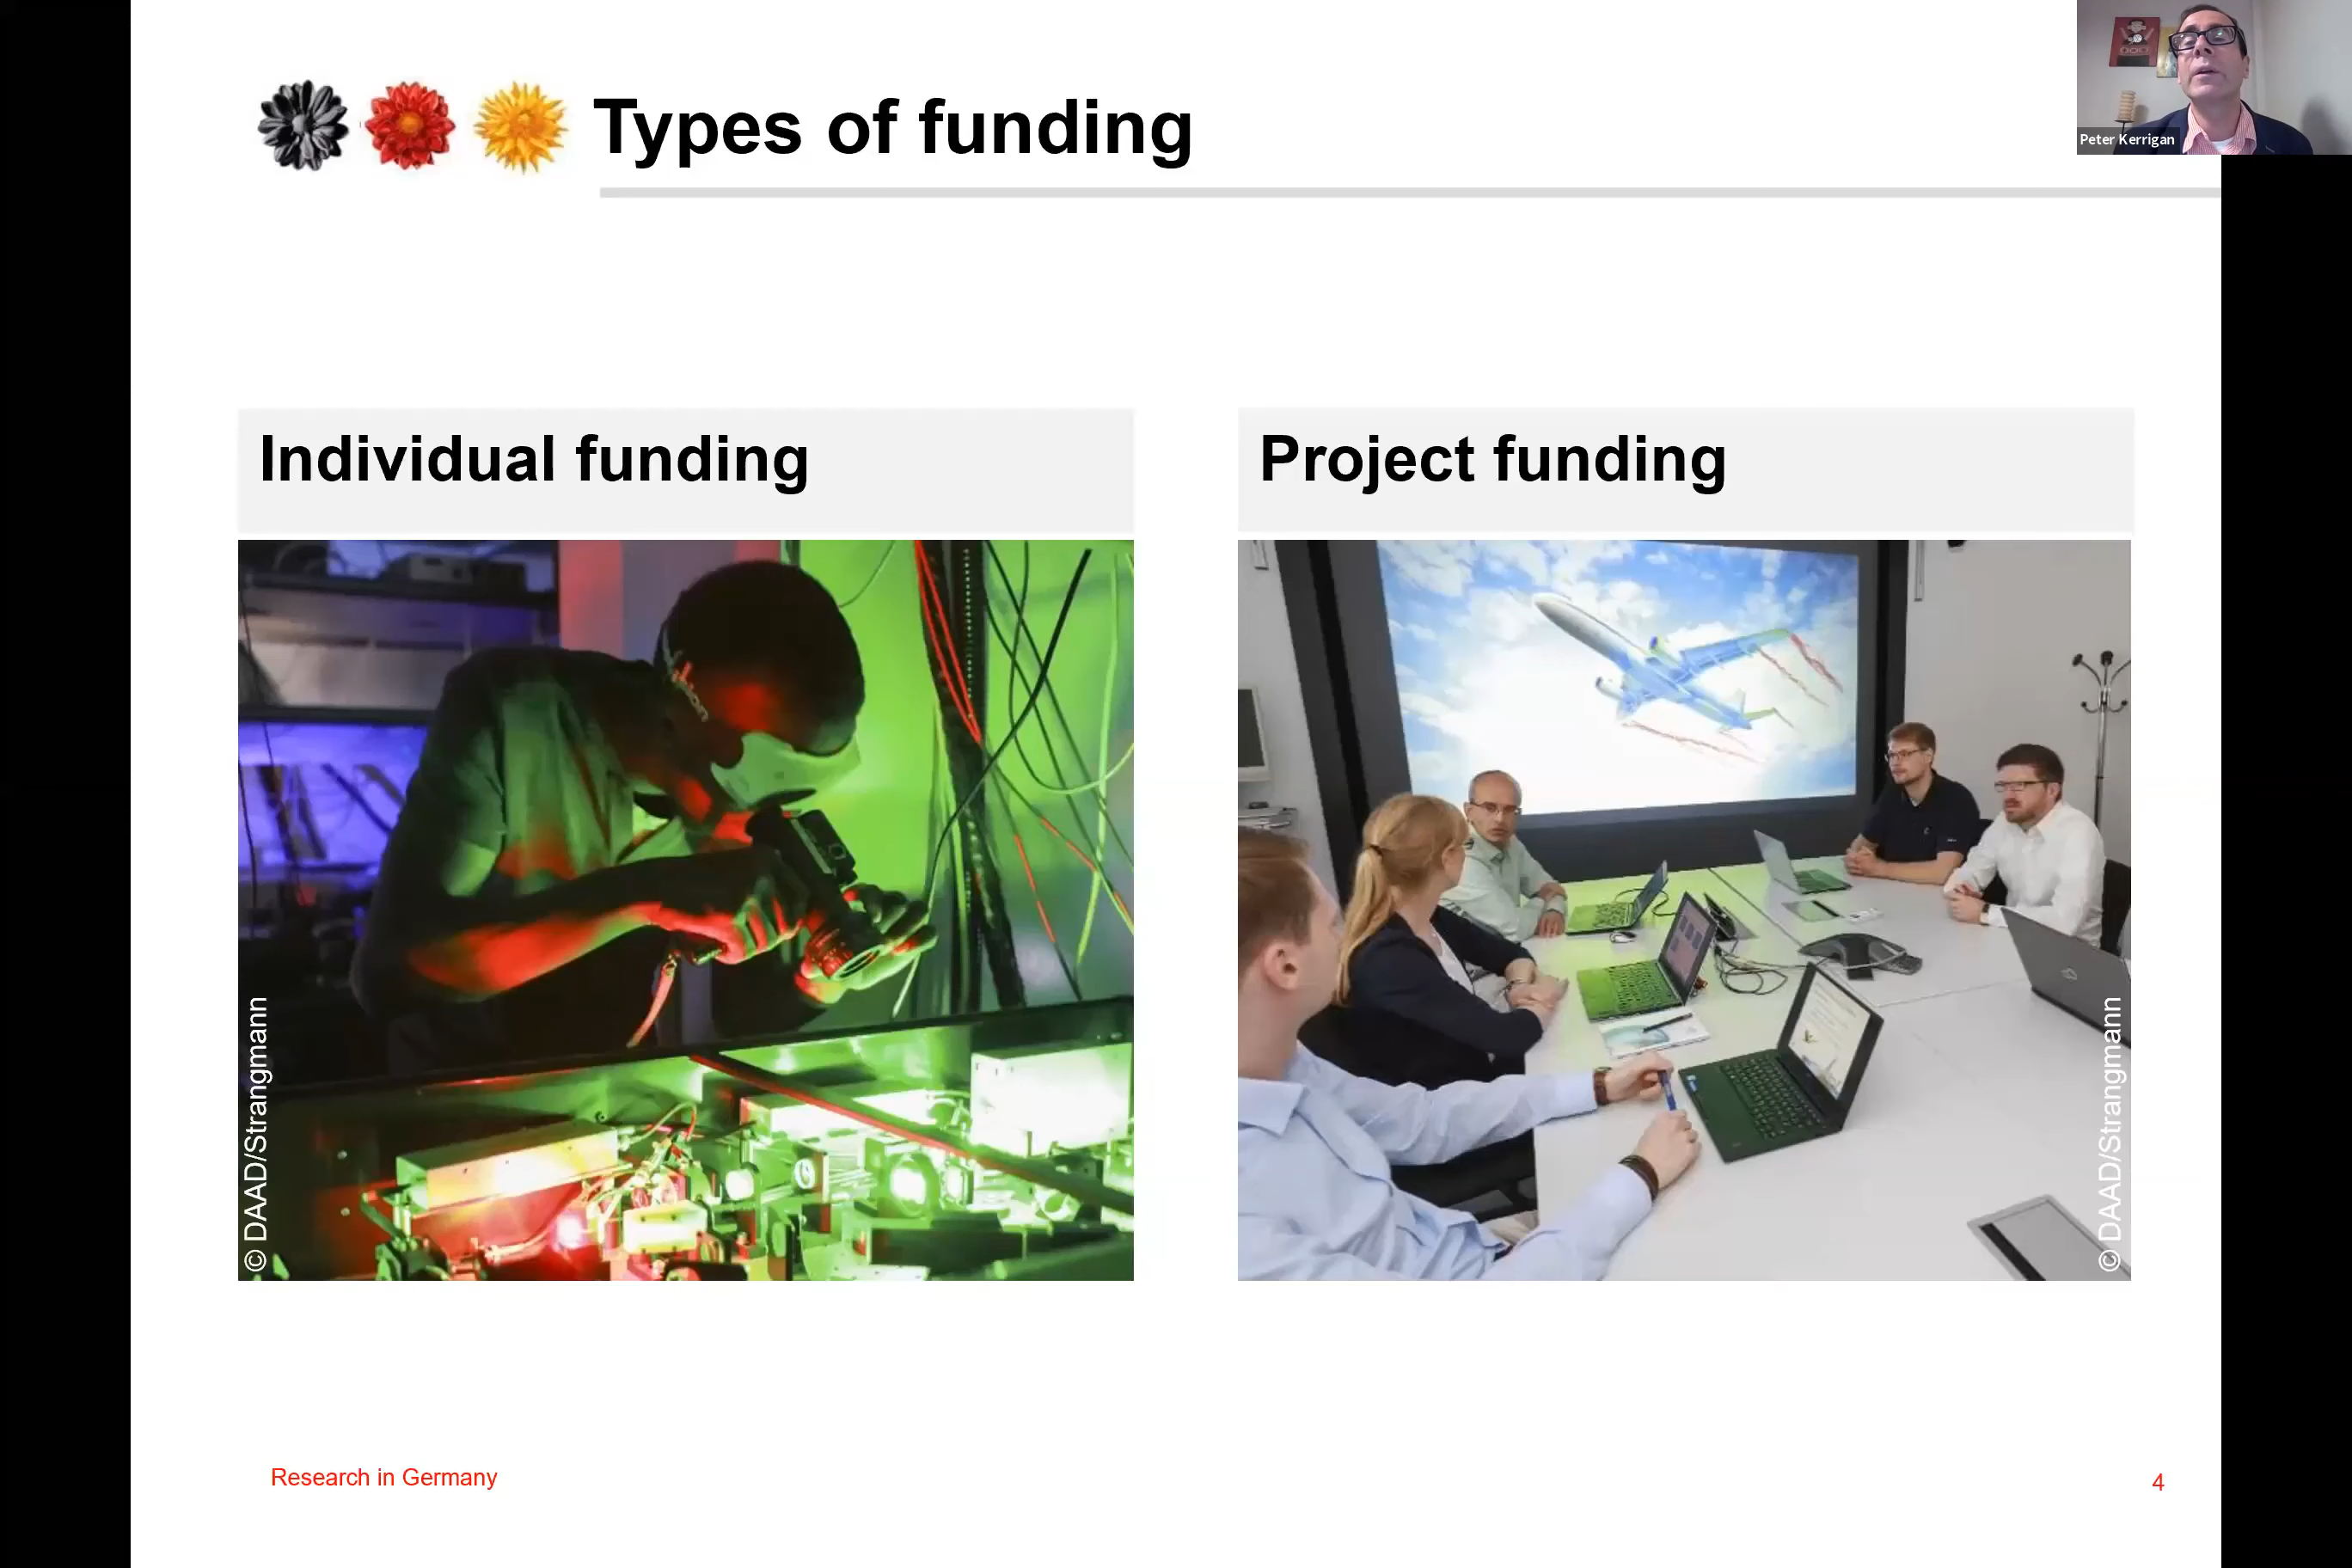 Types of funding
Peter Kerrigan
Individual funding
Project funding
© DAAD/Strangmann
© DAAD/Strangmann
Research in Germany
4